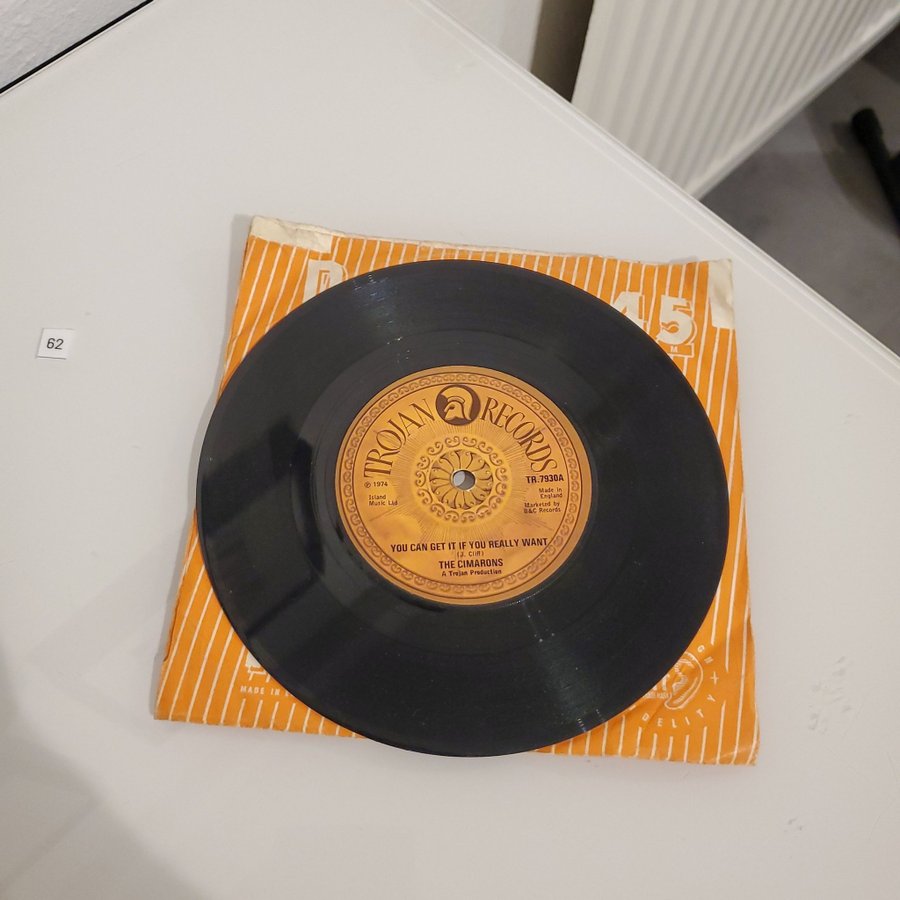 62
45
TROJAN RECORDS
℗ 1974
TR.7930A
Island
Music Ltd
Made in
England
Marketed by
B&C Records
YOU CAN GET IT IF YOU REALLY WANT
(J. Cliff)
THE CIMARONS
A Trojan Production
MADE IN
DELITY